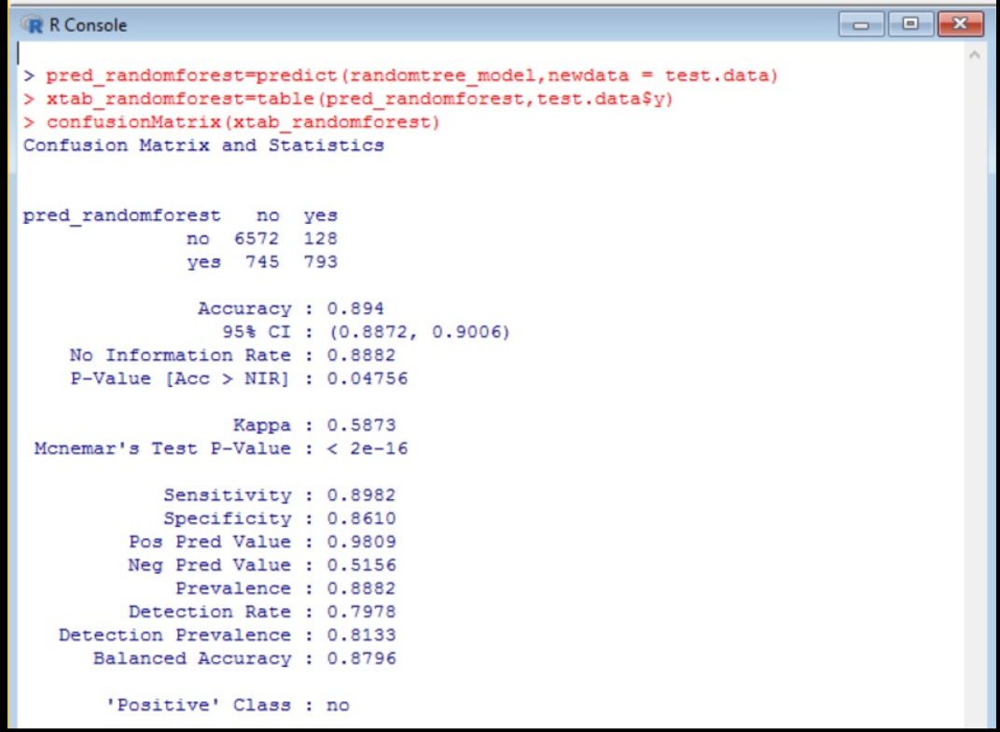 R Console
> pred_randomforest=predict(randomtree_model,newdata = test.data)
> xtab_randomforest=table(pred_randomforest,test.data$y)
> confusionMatrix(xtab_randomforest)
Confusion Matrix and Statistics
pred_randomforest no yes
no 6572 128
yes 745 793
Accuracy : 0.894
95% CI : (0.8872, 0.9006)
No Information Rate : 0.8882
P-Value [Acc > NIR] : 0.04756
Kappa : 0.5873
Mcnemar's Test P-Value : < 2e-16
Sensitivity : 0.8982
Specificity : 0.8610
Pos Pred Value : 0.9809
Neg Pred Value : 0.5156
Prevalence : 0.8882
Detection Rate : 0.7978
Detection Prevalence : 0.8133
Balanced Accuracy : 0.8796
'Positive' Class : no